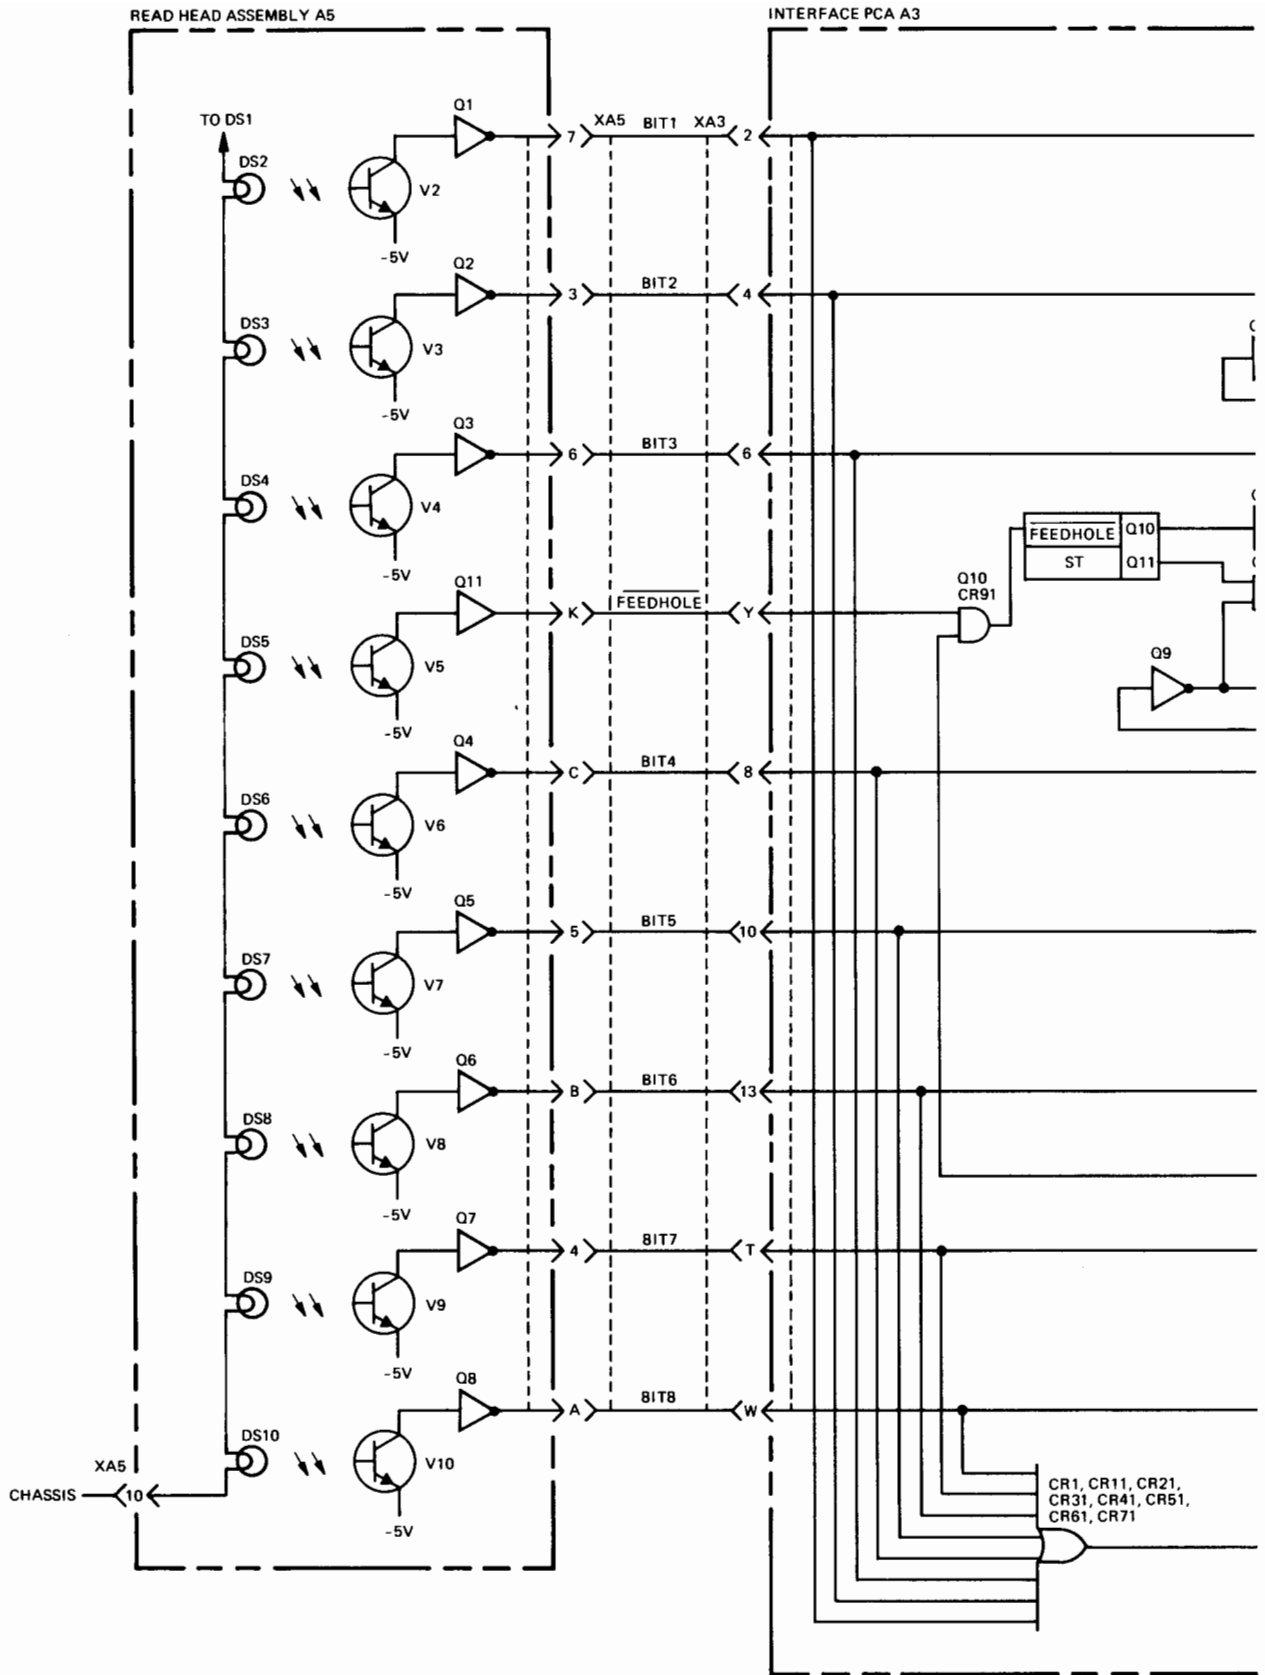 READ HEAD ASSEMBLY A5
INTERFACE PCA A3
TO DS1
Q1
XA5
BIT1
XA3
7
2
DS2
V2
-5V
Q2
BIT2
3
4
DS3
V3
-5V
Q3
BIT3
6
6
DS4
V4
-5V
FEEDHOLE
Q10
ST
Q11
Q11
K
FEEDHOLE
Y
Q10
CR91
DS5
V5
-5V
Q9
Q4
C
BIT4
8
DS6
V6
-5V
Q5
5
BIT5
10
DS7
V7
-5V
Q6
B
BIT6
13
DS8
V8
-5V
Q7
4
BIT7
T
DS9
V9
-5V
Q8
A
BIT8
W
DS10
V10
-5V
XA5
CHASSIS
10
CR1, CR11, CR21,
CR31, CR41, CR51,
CR61, CR71